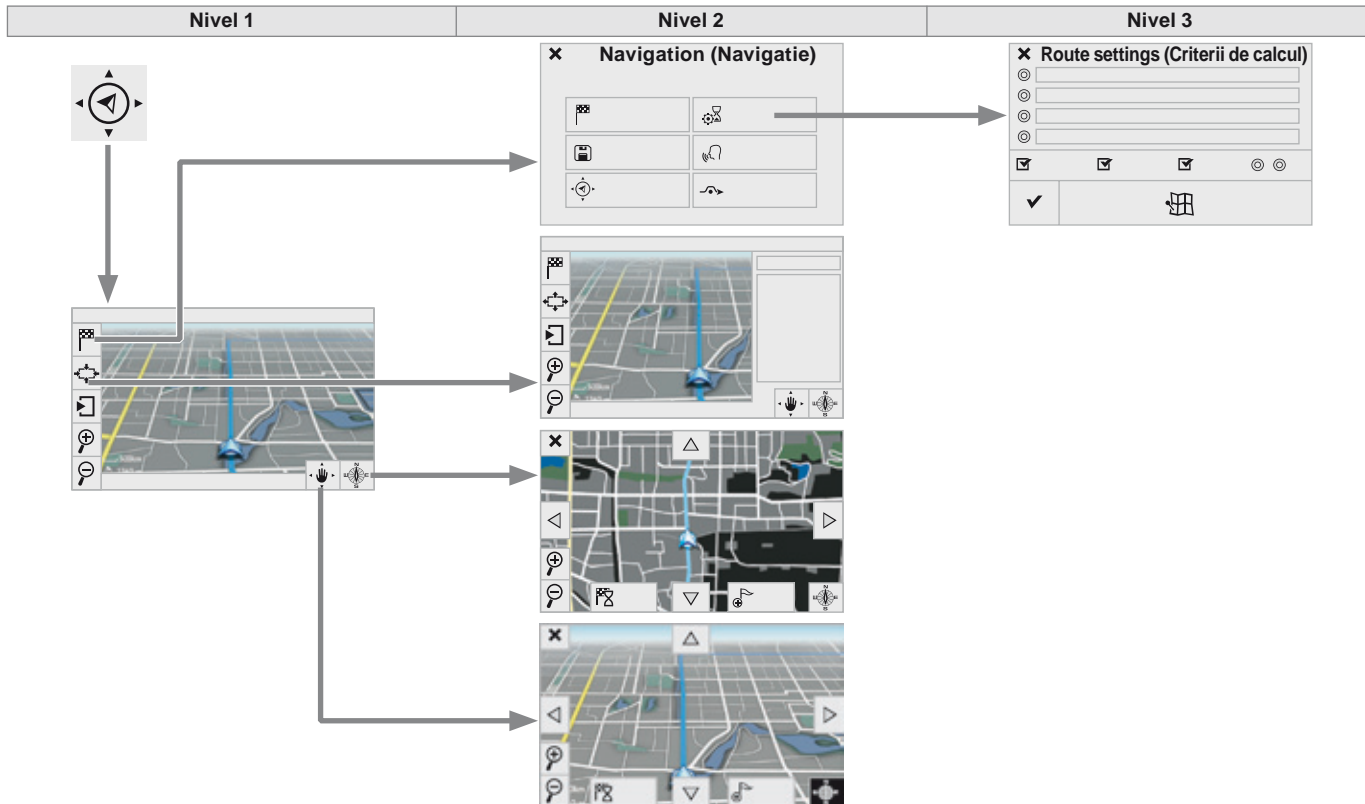 Nivel 1
Nivel 2
Nivel 3
Navigation (Navigatie)
Route settings (Criterii de calcul)